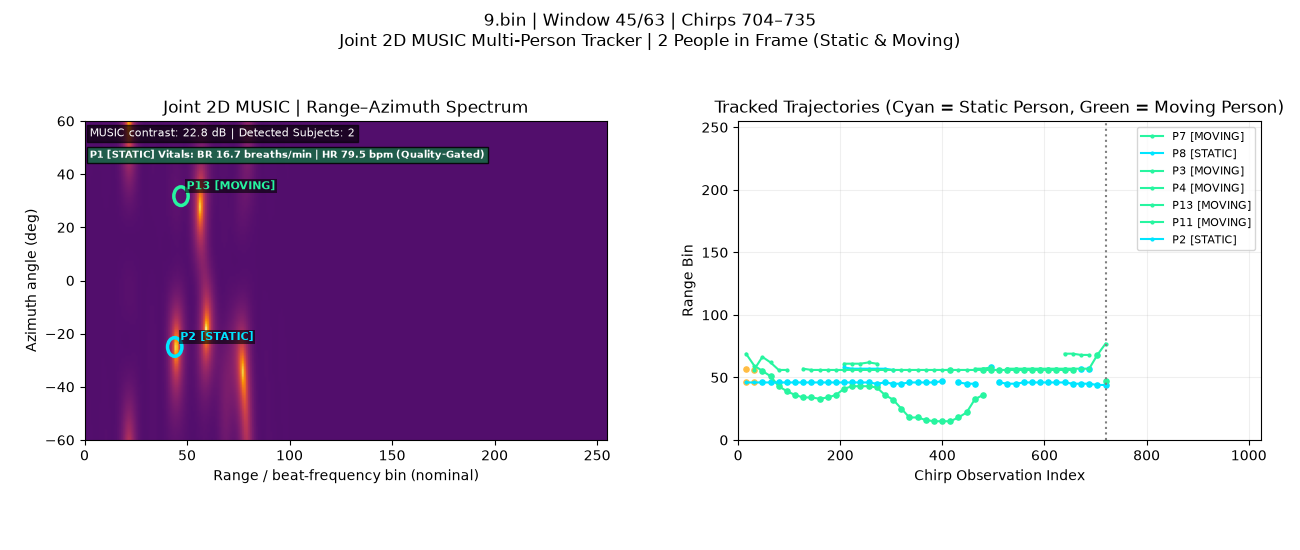 9.bin | Window 45/63 | Chirps 704–735
Joint 2D MUSIC Multi-Person Tracker | 2 People in Frame (Static & Moving)
Joint 2D MUSIC | Range–Azimuth Spectrum
MUSIC contrast: 22.8 dB | Detected Subjects: 2
P1 [STATIC] Vitals: BR 16.7 breaths/min | HR 79.5 bpm (Quality-Gated)
P13 [MOVING]
P2 [STATIC]
60
40
20
0
−20
−40
−60
Azimuth angle (deg)
0
50
100
150
200
250
Range / beat-frequency bin (nominal)
Tracked Trajectories (Cyan = Static Person, Green = Moving Person)
P7 [MOVING]
P8 [STATIC]
P3 [MOVING]
P4 [MOVING]
P13 [MOVING]
P11 [MOVING]
P2 [STATIC]
250
200
150
100
50
0
Range Bin
0
200
400
600
800
1000
Chirp Observation Index